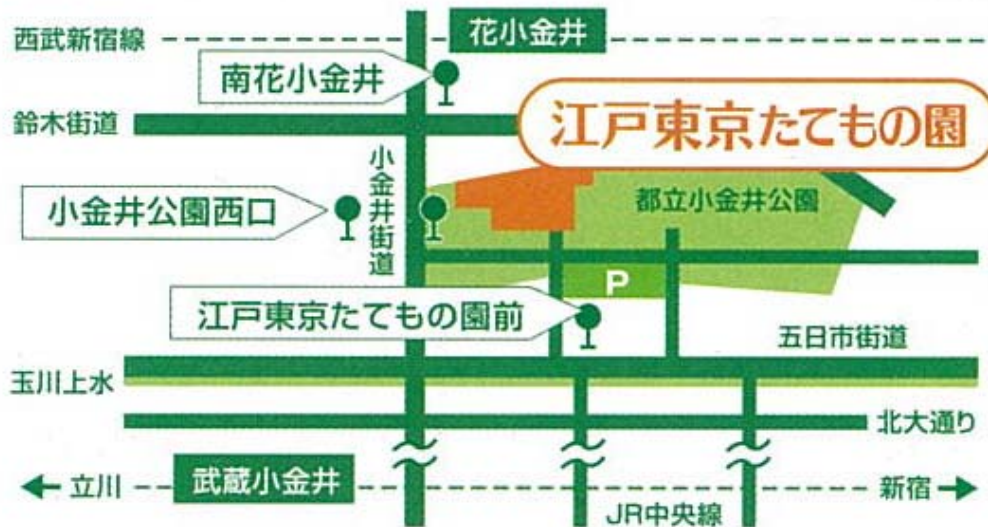 西武新宿線
花小金井
南花小金井
鈴木街道
江戸東京たてもの園
小金井街道
小金井公園西口
都立小金井公園
P
江戸東京たてもの園前
五日市街道
玉川上水
北大通り
←立川
武蔵小金井
新宿→
JR中央線